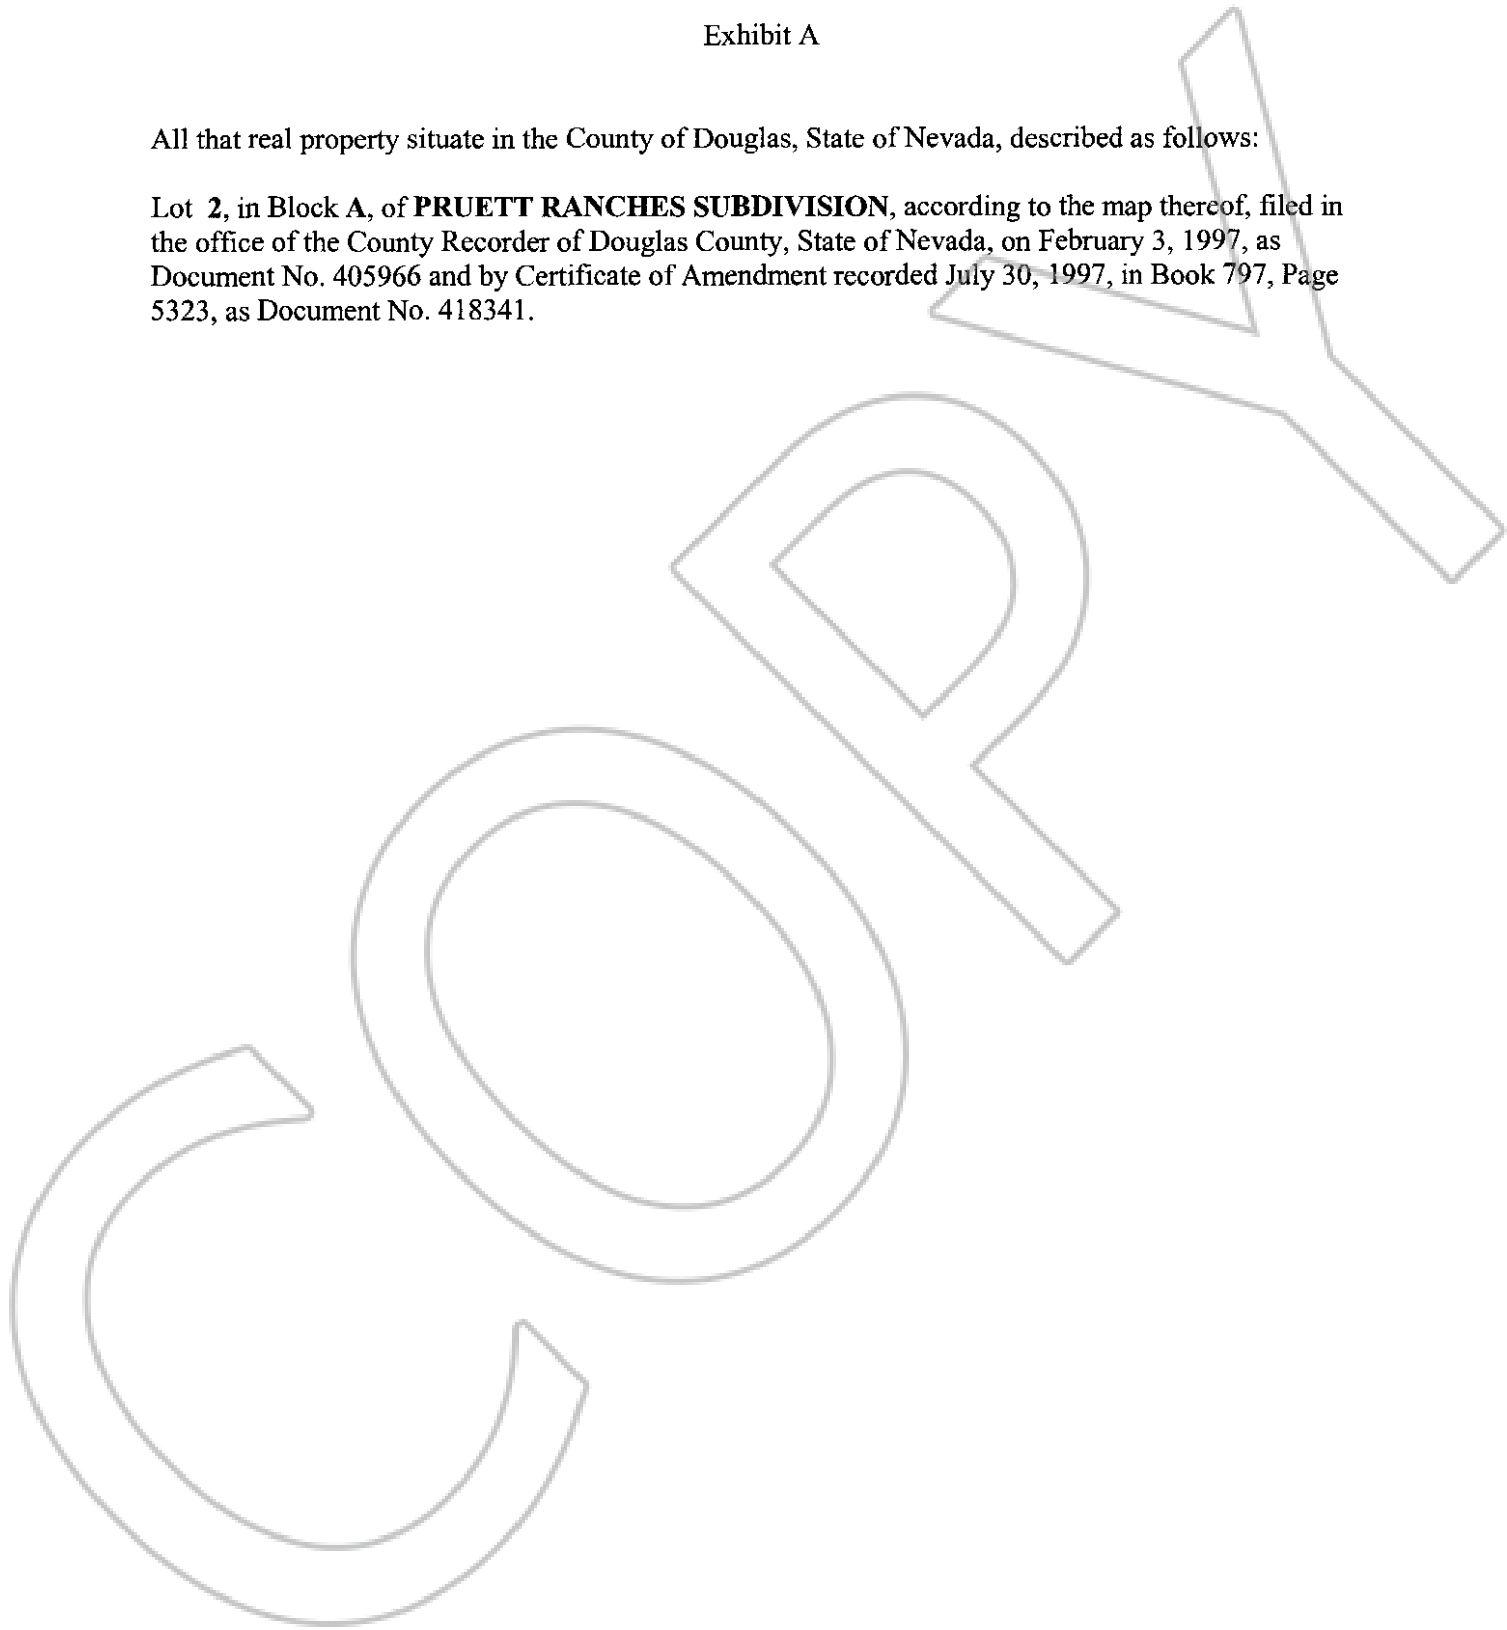 Exhibit A
All that real property situate in the County of Douglas, State of Nevada, described as follows:
Lot 2, in Block A, of PRUETT RANCHES SUBDIVISION, according to the map thereof, filed in
the office of the County Recorder of Douglas County, State of Nevada, on February 3, 1997, as
Document No. 405966 and by Certificate of Amendment recorded July 30, 1997, in Book 797, Page
5323, as Document No. 418341.
COPY